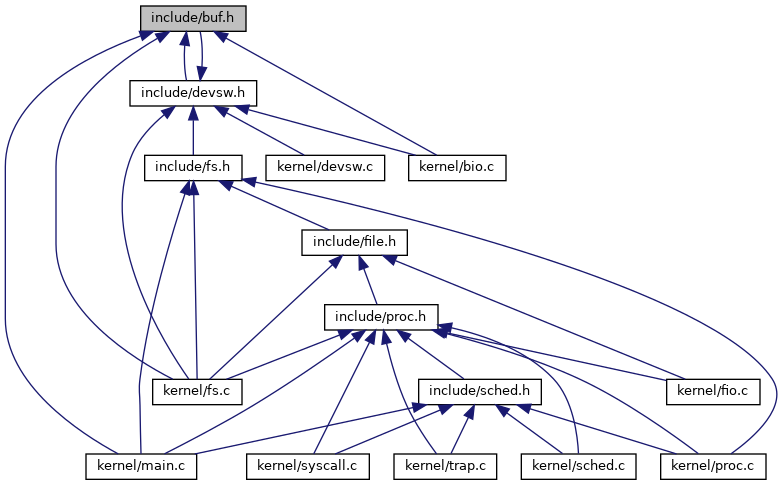 include/buf.h
include/devsw.h
include/fs.h
kernel/devsw.c
kernel/bio.c
include/file.h
include/proc.h
kernel/fs.c
include/sched.h
kernel/fio.c
kernel/main.c
kernel/syscall.c
kernel/trap.c
kernel/sched.c
kernel/proc.c